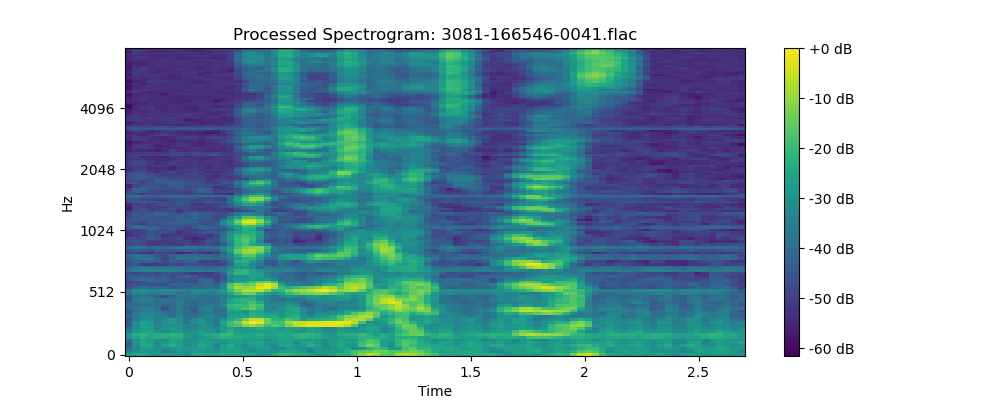 Processed Spectrogram: 3081-166546-0041.flac
+0 dB
-10 dB
-20 dB
-30 dB
-40 dB
-50 dB
-60 dB
4096
2048
1024
512
0
Hz
0
0.5
1
1.5
2
2.5
Time